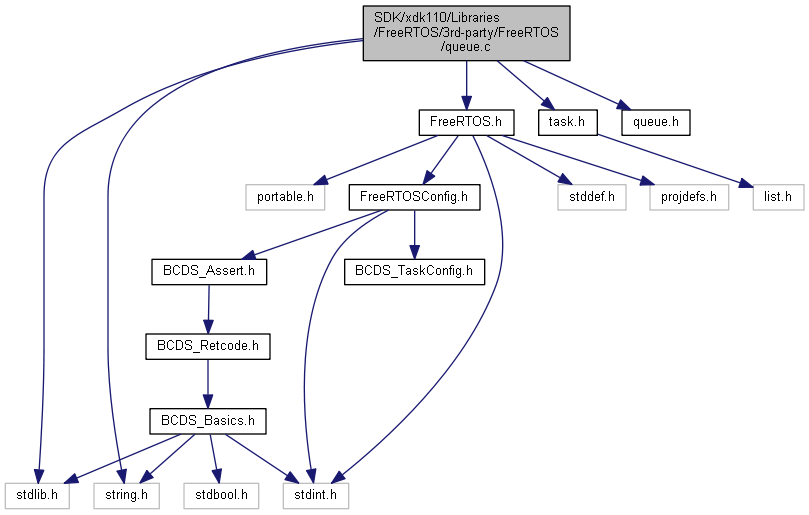 SDK/xdk110/Libraries
/FreeRTOS/3rd-party/FreeRTOS
/queue.c
FreeRTOS.h
task.h
queue.h
portable.h
FreeRTOSConfig.h
stddef.h
projdefs.h
list.h
BCDS_Assert.h
BCDS_TaskConfig.h
BCDS_Retcode.h
BCDS_Basics.h
stdlib.h
string.h
stdbool.h
stdint.h